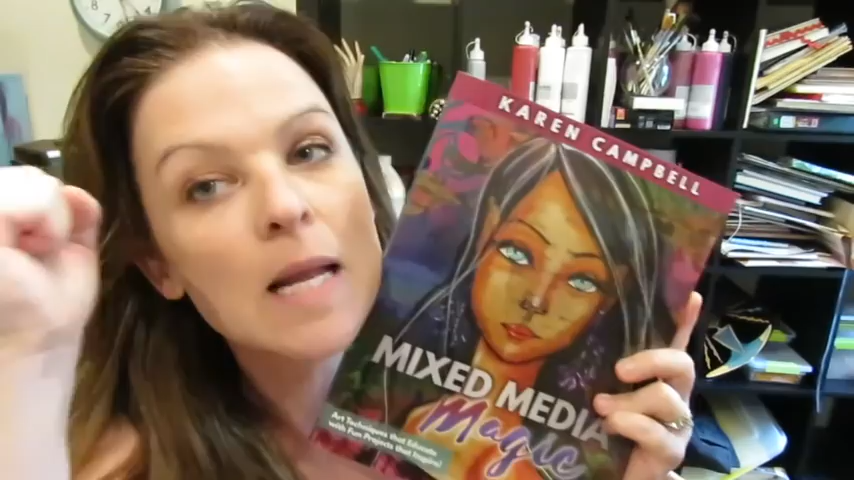 KAREN CAMPBELL
MIXED MEDIA
Magic
Art Techniques that Educate
with Fun Projects that Inspire!